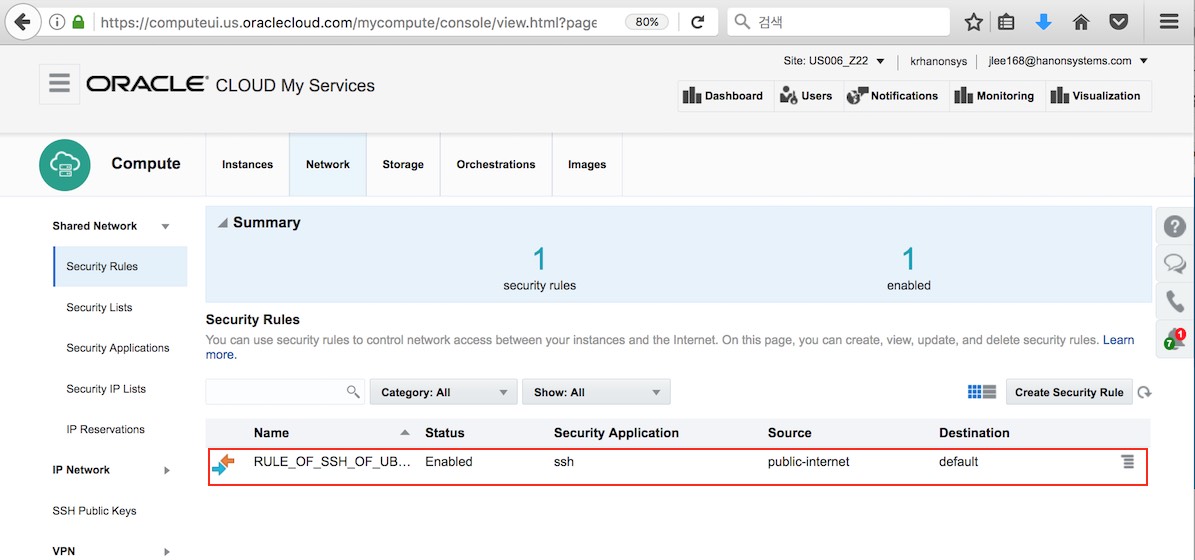 https://computeui.us.oraclecloud.com/mycompute/console/view.html?page
80%
검색
Site: US006_Z22
krhanonsys
jlee168@hanonsystems.com
ORACLE® CLOUD My Services
Dashboard
Users
Notifications
Monitoring
Visualization
Compute
Instances
Network
Storage
Orchestrations
Images
Shared Network
Security Rules
Security Lists
Security Applications
Security IP Lists
IP Reservations
IP Network
SSH Public Keys
VPN
Summary
1
security rules
1
enabled
Security Rules
You can use security rules to control network access between your instances and the Internet. On this page, you can create, view, update, and delete security rules. Learn
more.
Category: All
Show: All
Create Security Rule
Name Status Security Application Source Destination
RULE_OF_SSH_OF_UB... Enabled ssh public-internet default
?
1
7